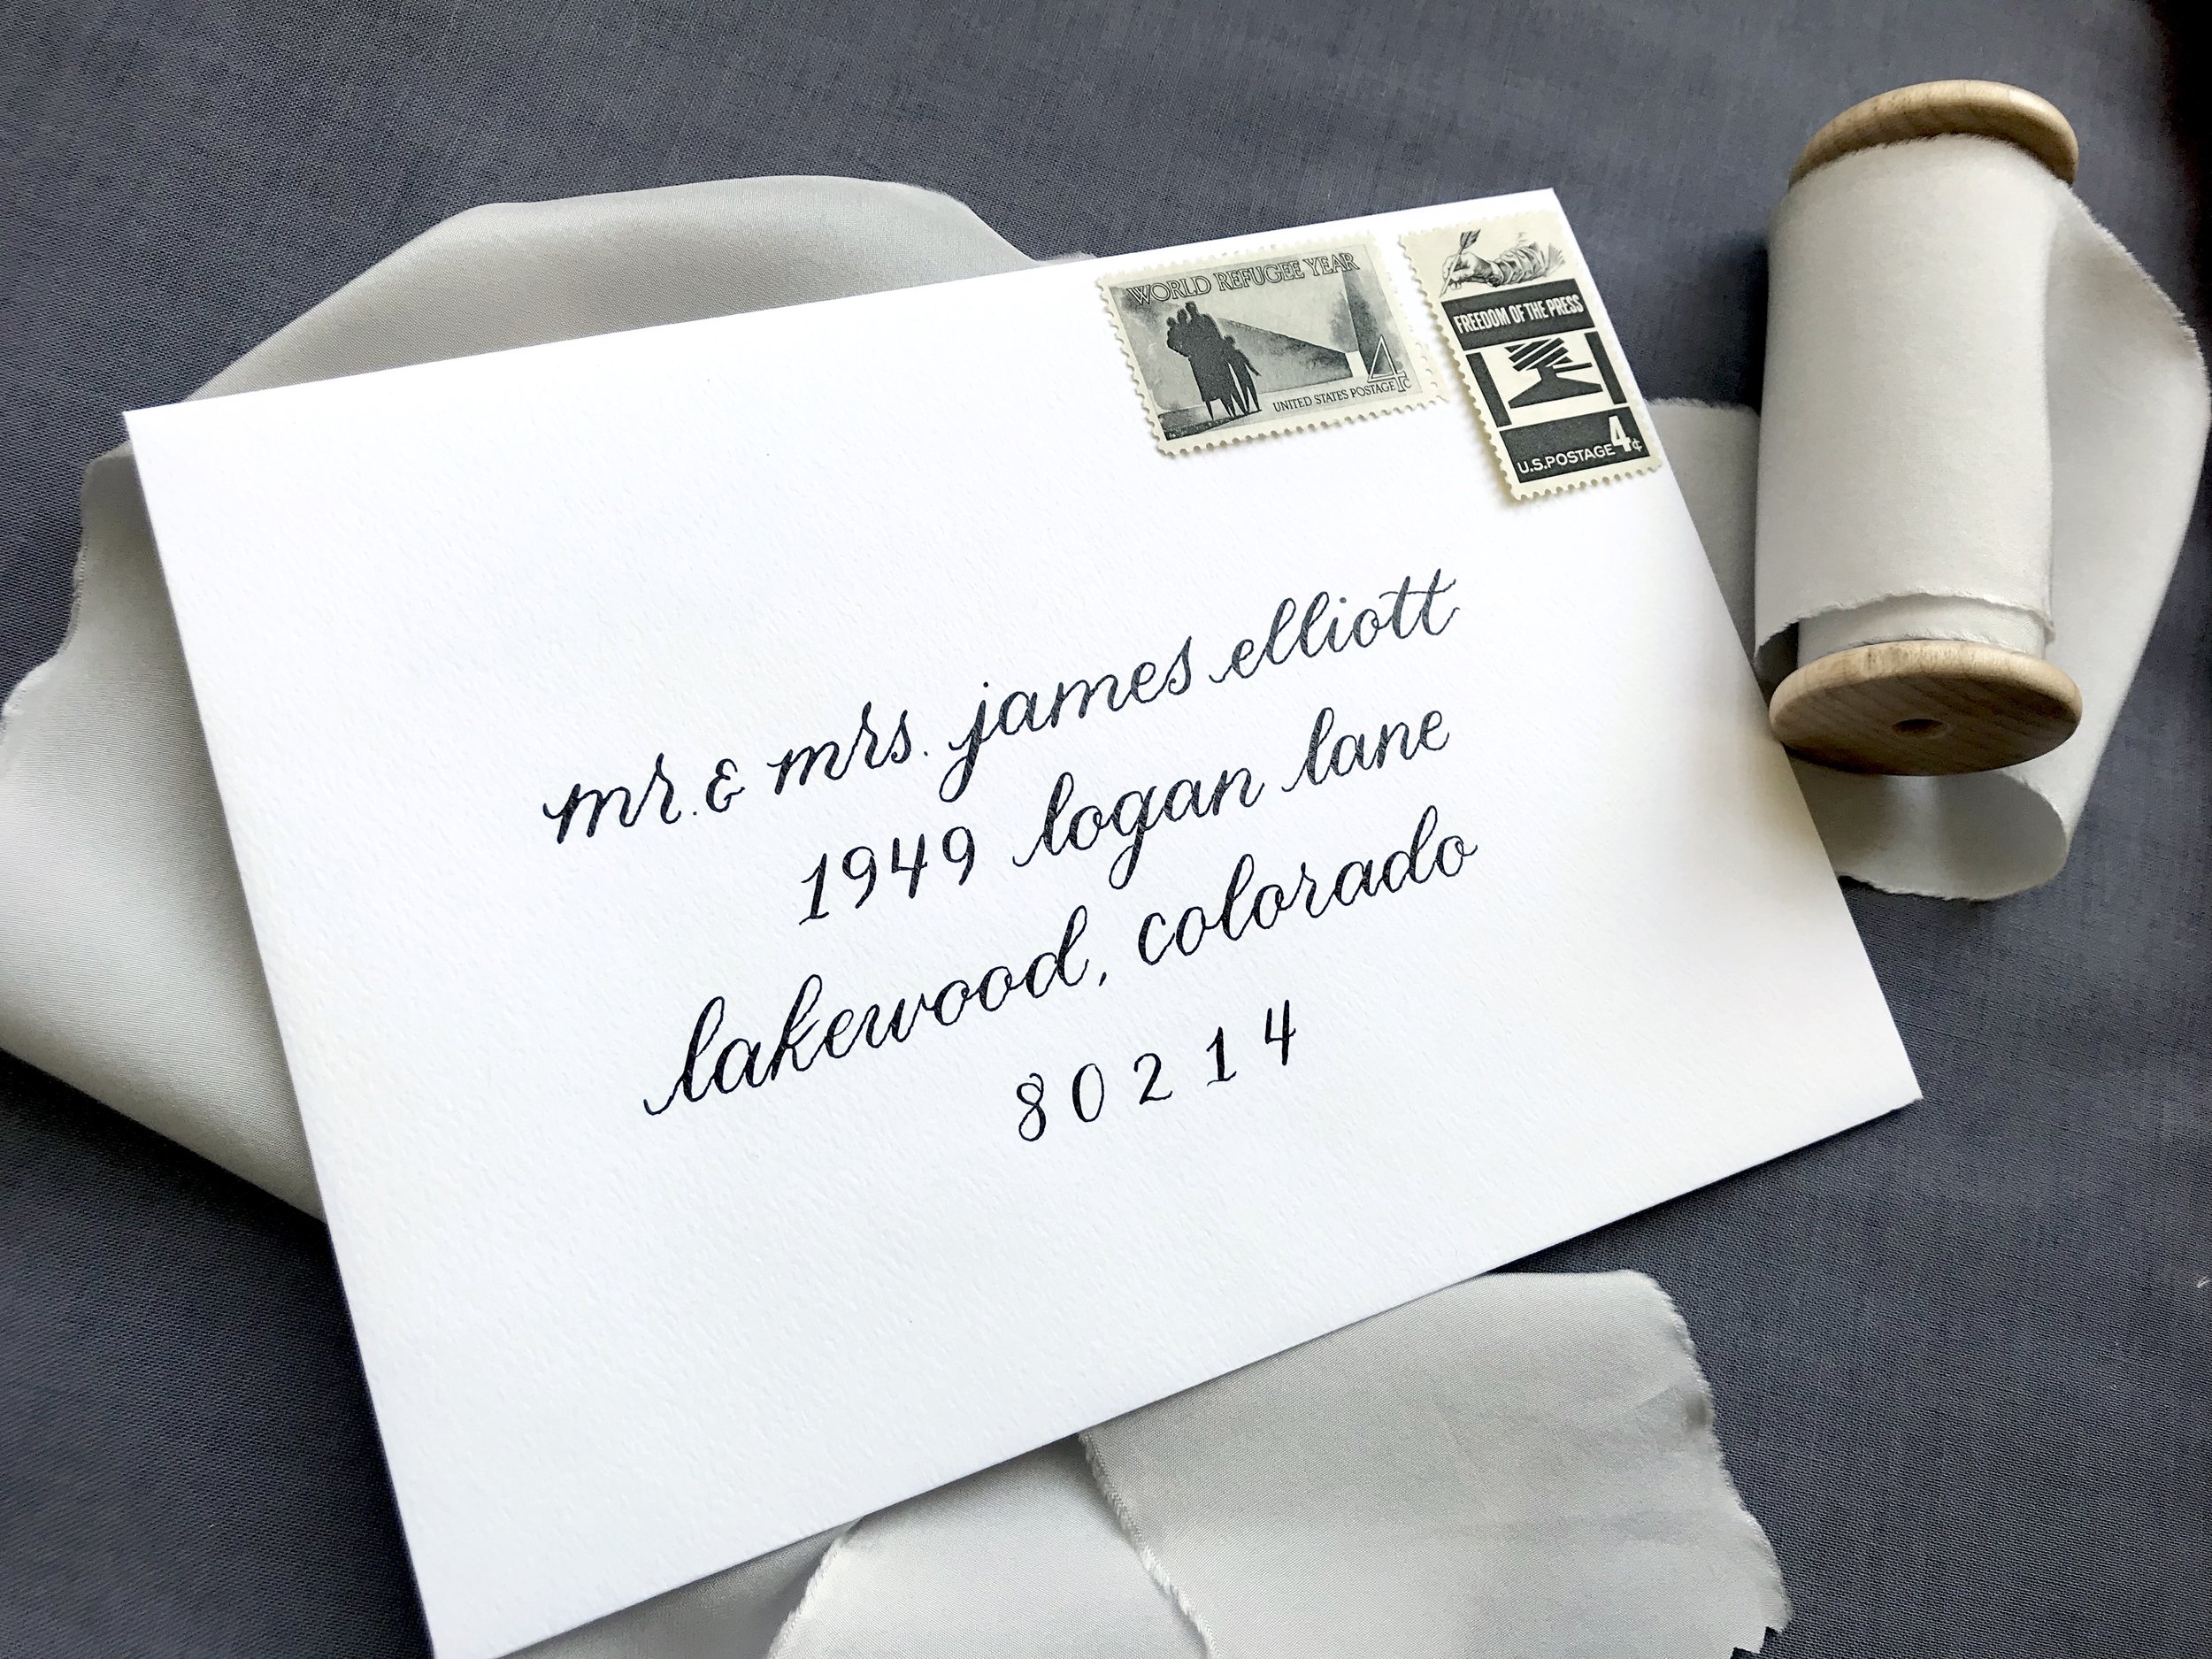 WORLD REFUGEE YEAR
4c
UNITED STATES POSTAGE
FREEDOM OF THE PRESS
U.S. POSTAGE 4¢
mr. & mrs. james elliott
1949 logan lane
lakewood, colorado
80214